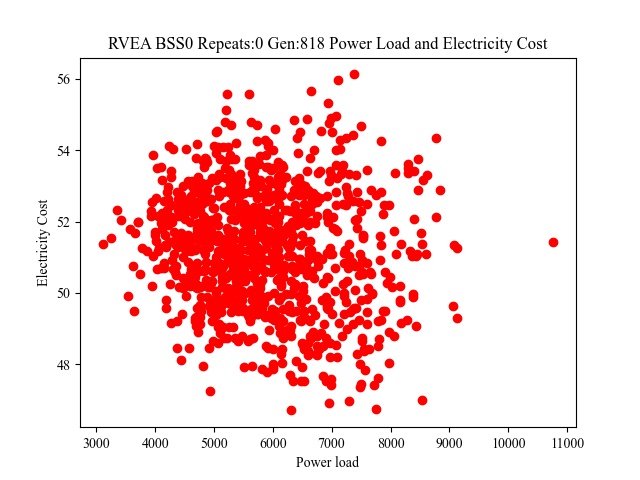 RVEA BSS0 Repeats:0 Gen:818 Power Load and Electricity Cost
Electricity Cost
56
54
52
50
48
3000 4000 5000 6000 7000 8000 9000 10000 11000
Power load